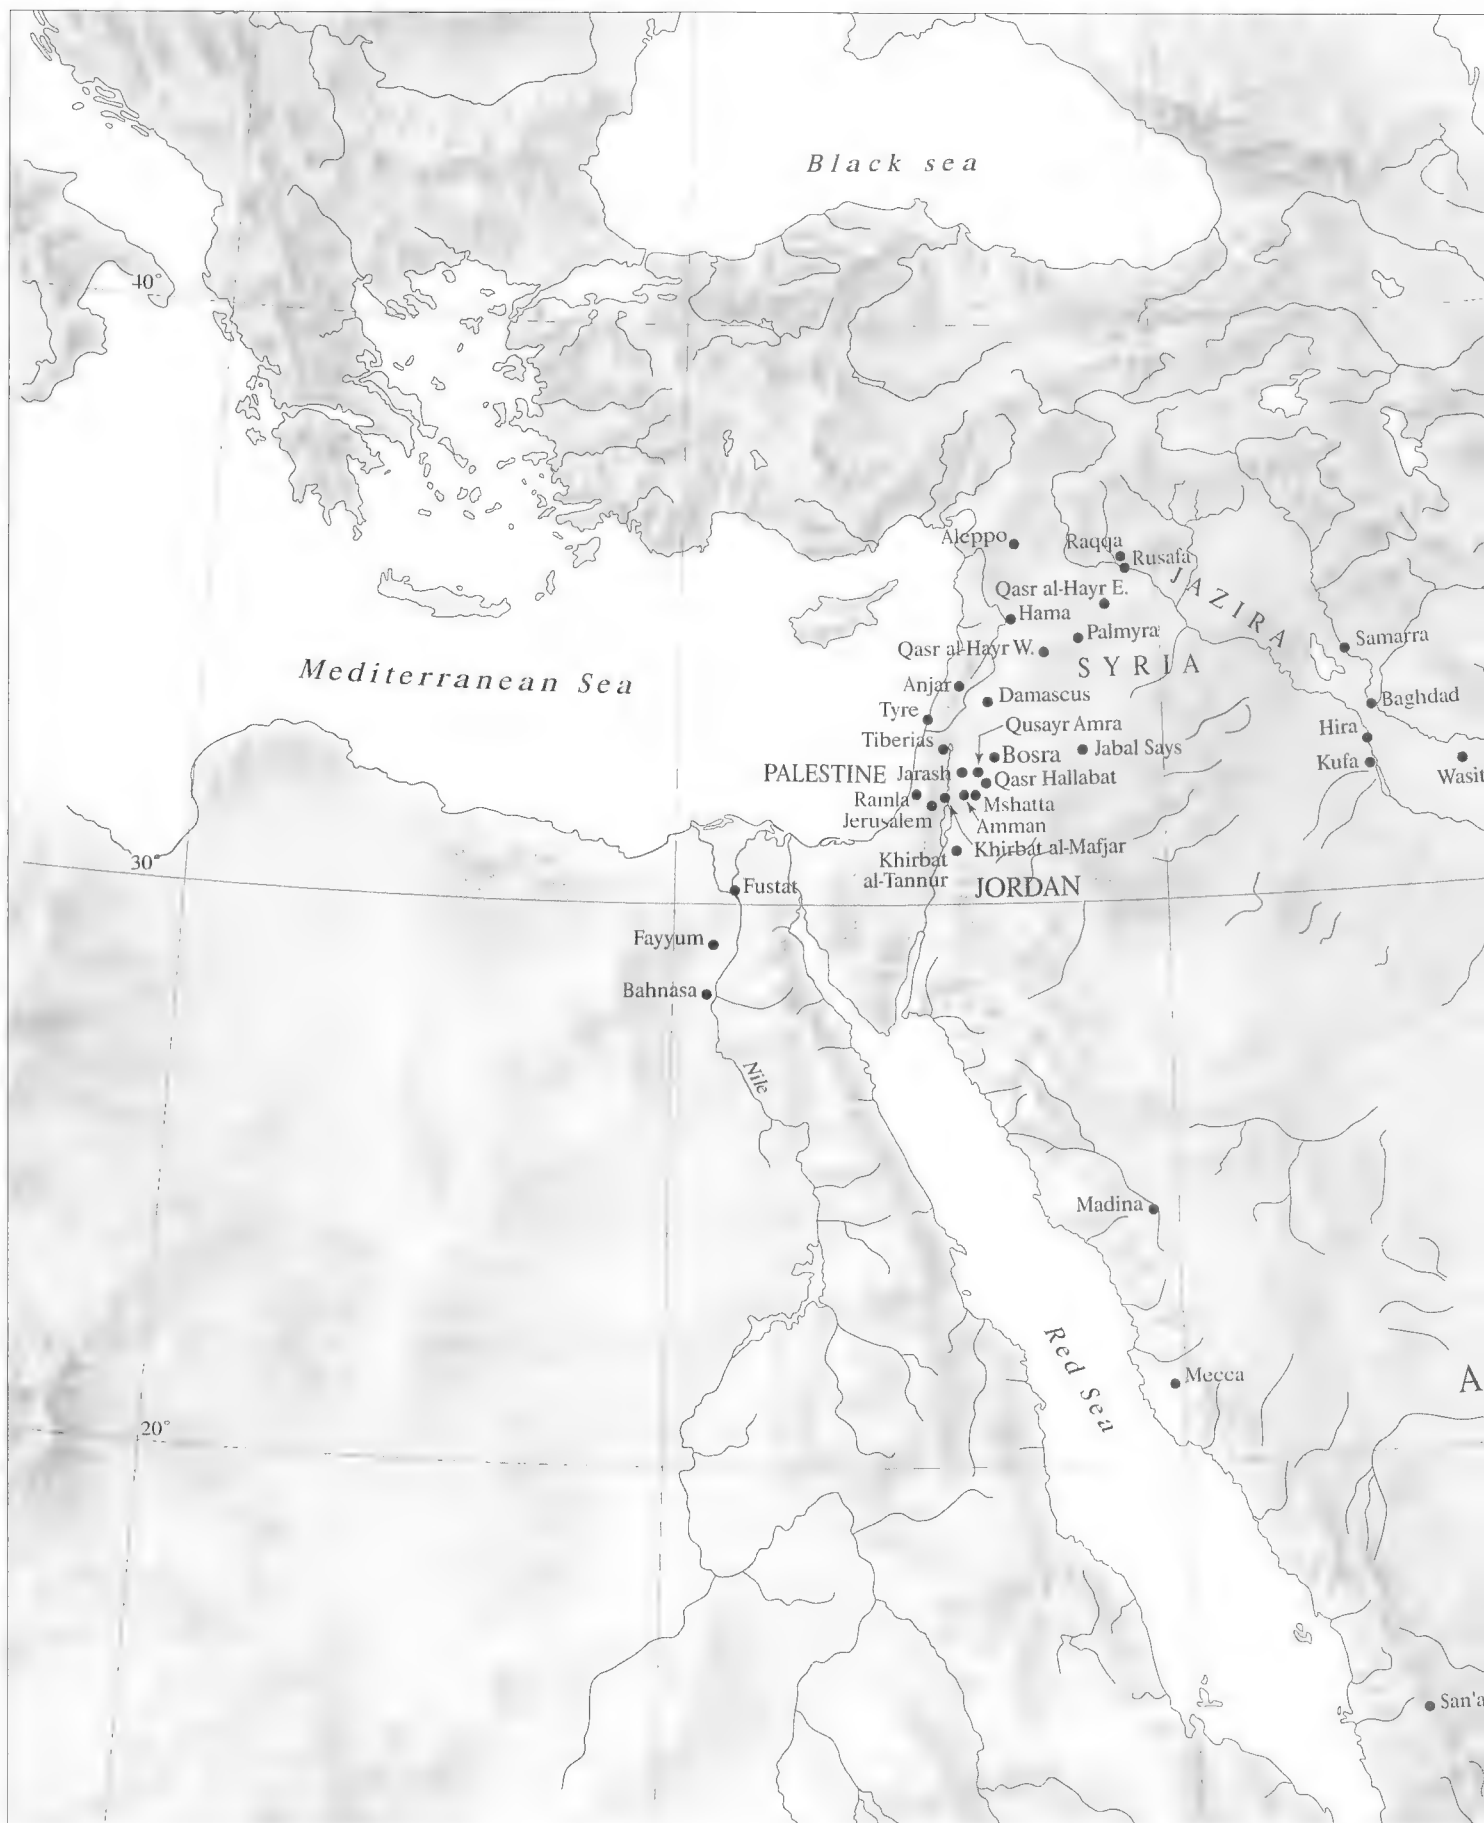 Black sea
40°
Aleppo
Raqqa
Rusafa
JAZIRA
Qasr al-Hayr E.
Hama
Palmyra
Samarra
Qasr al-Hayr W.
SYRIA
Mediterranean Sea
Anjar
Damascus
Baghdad
Tyre
Qusayr Amra
Hira
Tiberias
Bosra
Jabal Says
Kufa
Wasit
PALESTINE
Jarash
Qasr Hallabat
Ramla
Mshatta
Jerusalem
Amman
Khirbat al-Mafjar
30°
Khirbat
al-Tannur
JORDAN
Fustat
Fayyum
Bahnasa
Nile
Madina
Red Sea
Mecca
A
20°
San'a